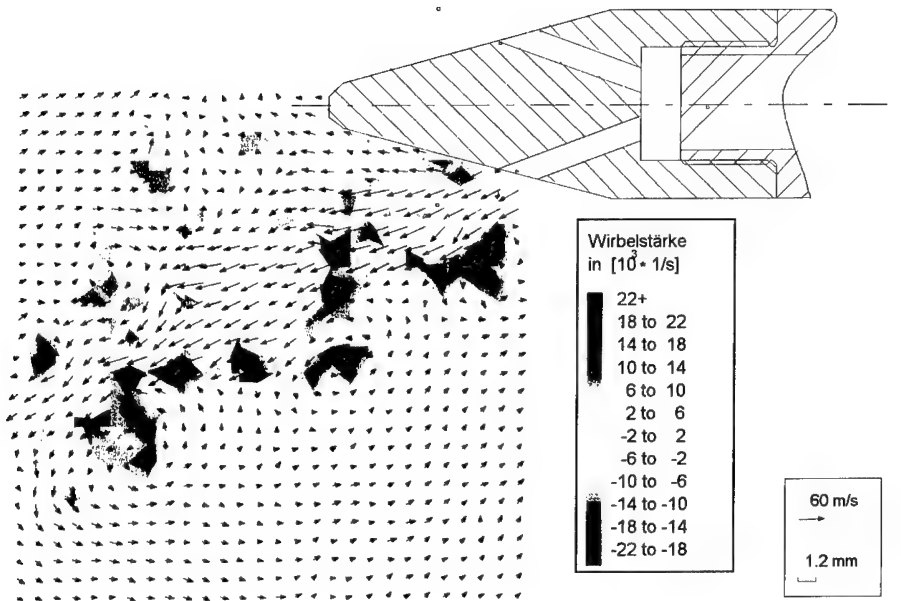 Wirbelstärke
in [10³ * 1/s]
22+
18 to 22
14 to 18
10 to 14
6 to 10
2 to 6
-2 to 2
-6 to -2
-10 to -6
-14 to -10
-18 to -14
-22 to -18
60 m/s
1.2 mm